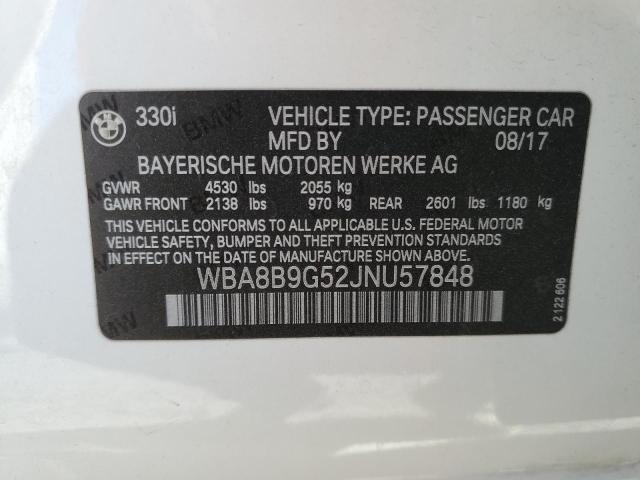 330i VEHICLE TYPE: PASSENGER CAR
MFD BY 08/17
BAYERISCHE MOTOREN WERKE AG
GVWR 4530 lbs 2055 kg
GAWR FRONT 2138 lbs 970 kg REAR 2601 lbs 1180 kg
THIS VEHICLE CONFORMS TO ALL APPLICABLE U.S. FEDERAL MOTOR
VEHICLE SAFETY, BUMPER AND THEFT PREVENTION STANDARDS
IN EFFECT ON THE DATE OF MANUFACTURE SHOWN ABOVE.
WBA8B9G52JNU57848
2 122 606
BMW
BMW
BMW